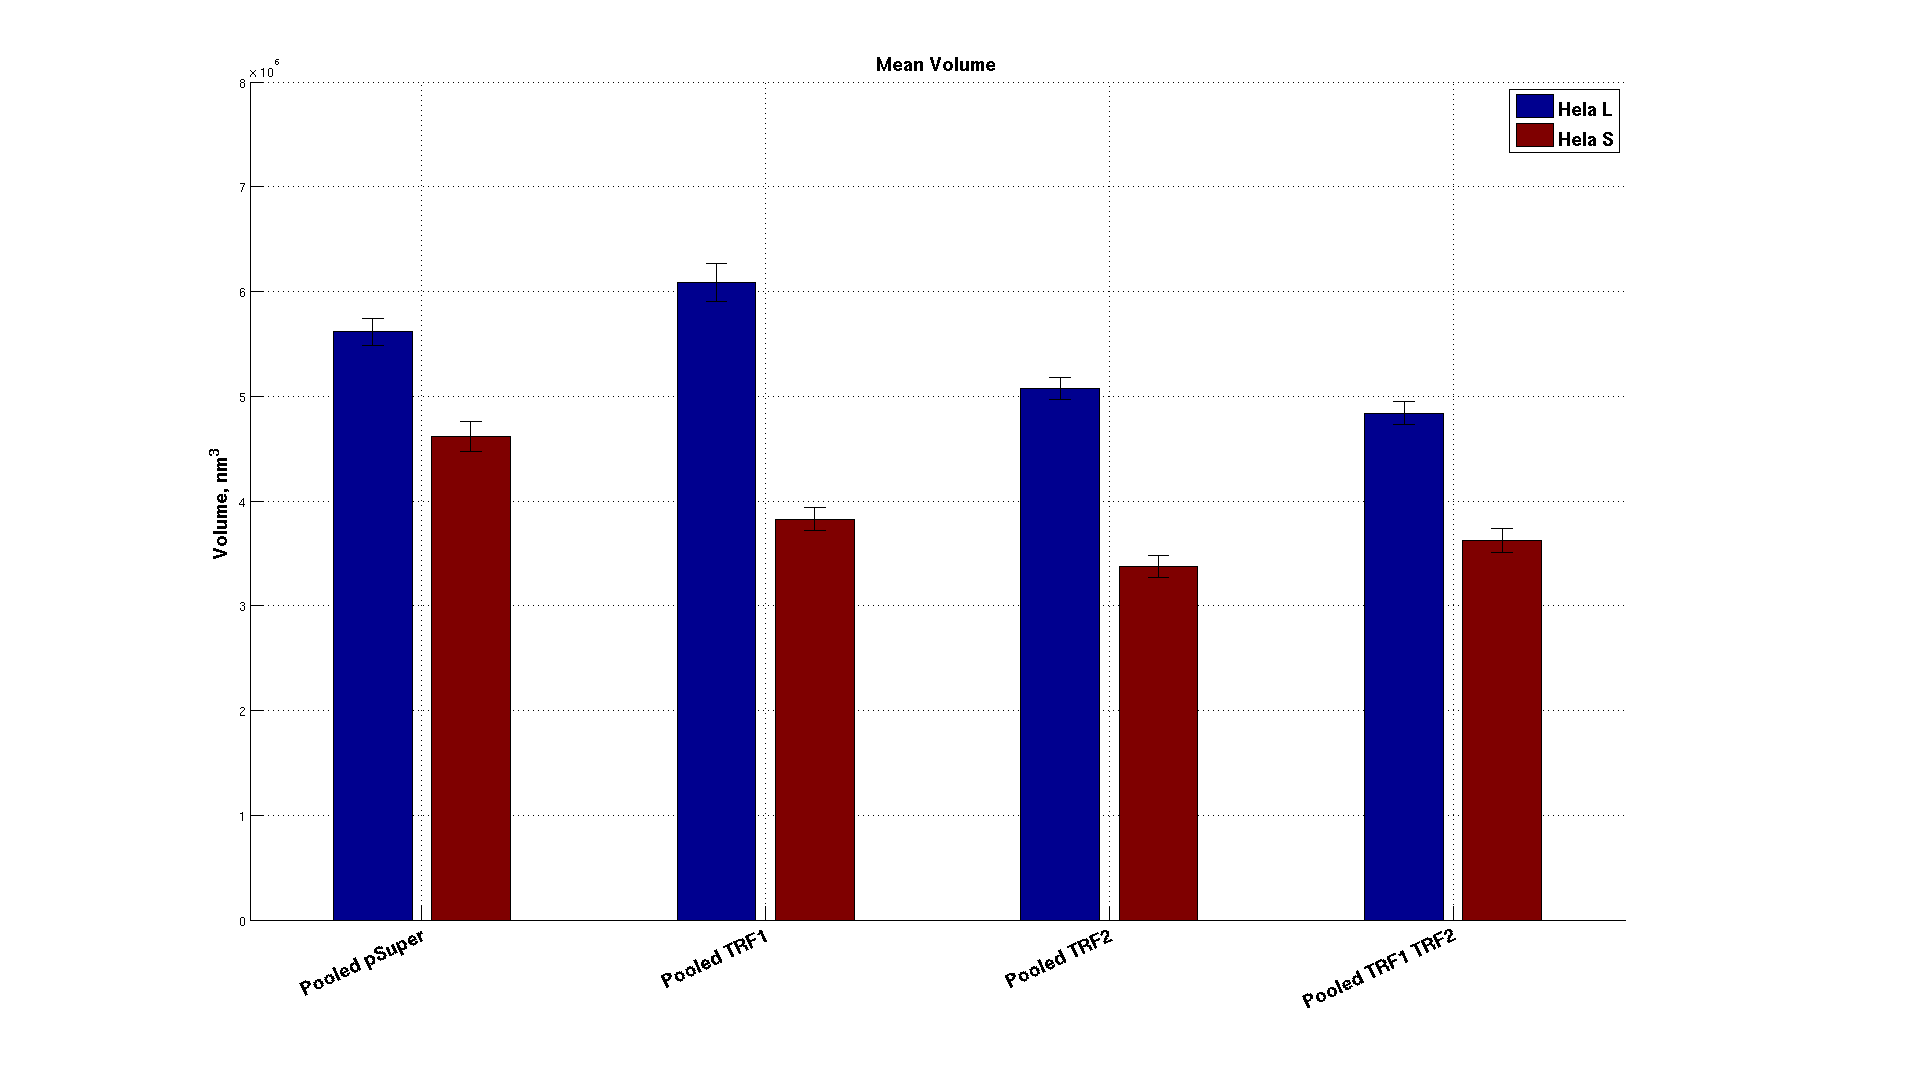 Mean Volume
× 10⁶
8
7
6
5
4
3
2
1
0
Volume, nm³
Hela L
Hela S
Pooled pSuper
Pooled TRF1
Pooled TRF2
Pooled TRF1 TRF2